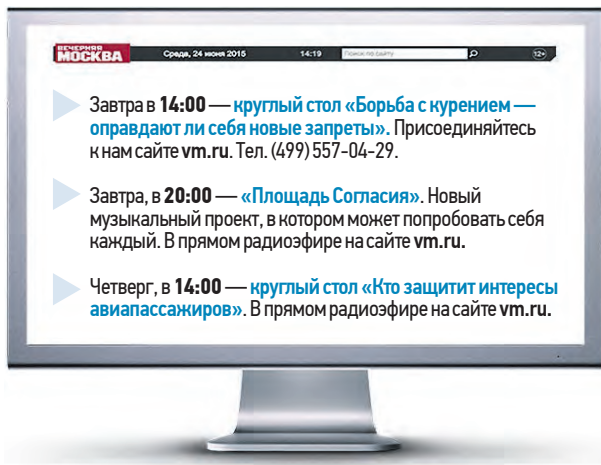 ВЕЧЕРНЯЯ
МОСКВА
Среда, 24 июня 2015 14:19 Поиск по сайту 12+
Завтра в 14:00 — круглый стол «Борьба с курением —
оправдают ли себя новые запреты». Присоединяйтесь
к нам сайте vm.ru. Тел. (499) 557-04-29.
Завтра, в 20:00 — «Площадь Согласия». Новый
музыкальный проект, в котором может попробовать себя
каждый. В прямом радиоэфире на сайте vm.ru.
Четверг, в 14:00 — круглый стол «Кто защитит интересы
авиапассажиров». В прямом радиоэфире на сайте vm.ru.